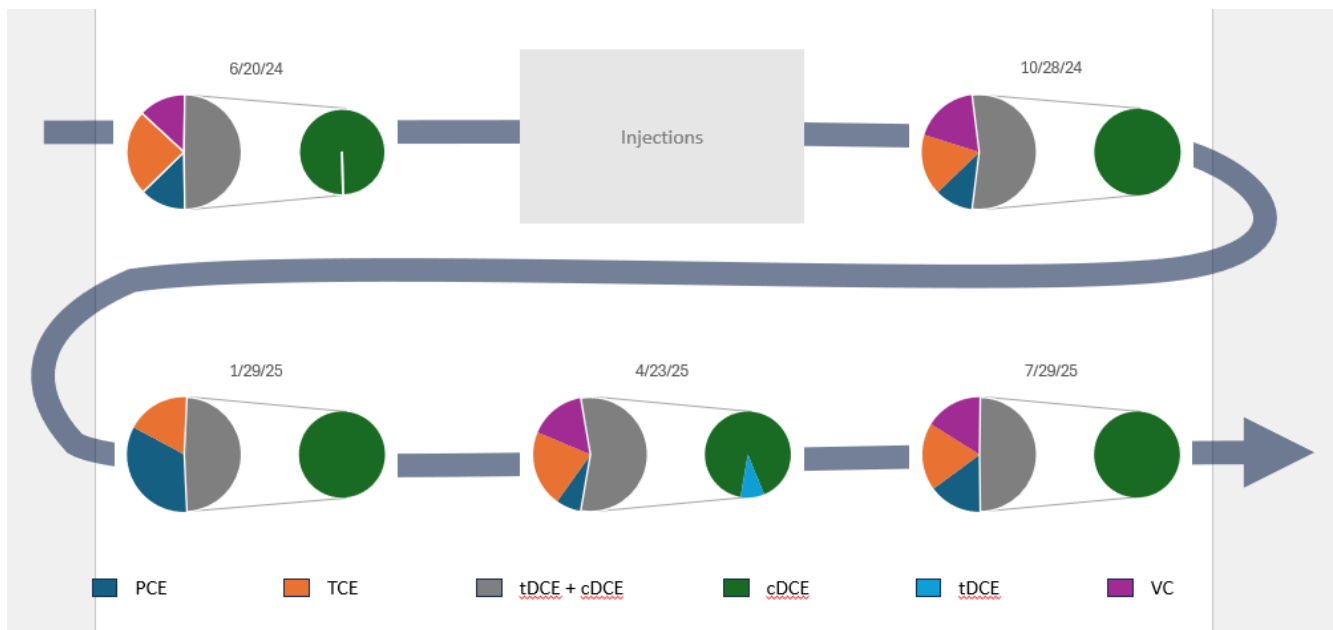 6/20/24
Injections
10/28/24
1/29/25
4/23/25
7/29/25
PCE
TCE
tDCE + cDCE
cDCE
tDCE
VC